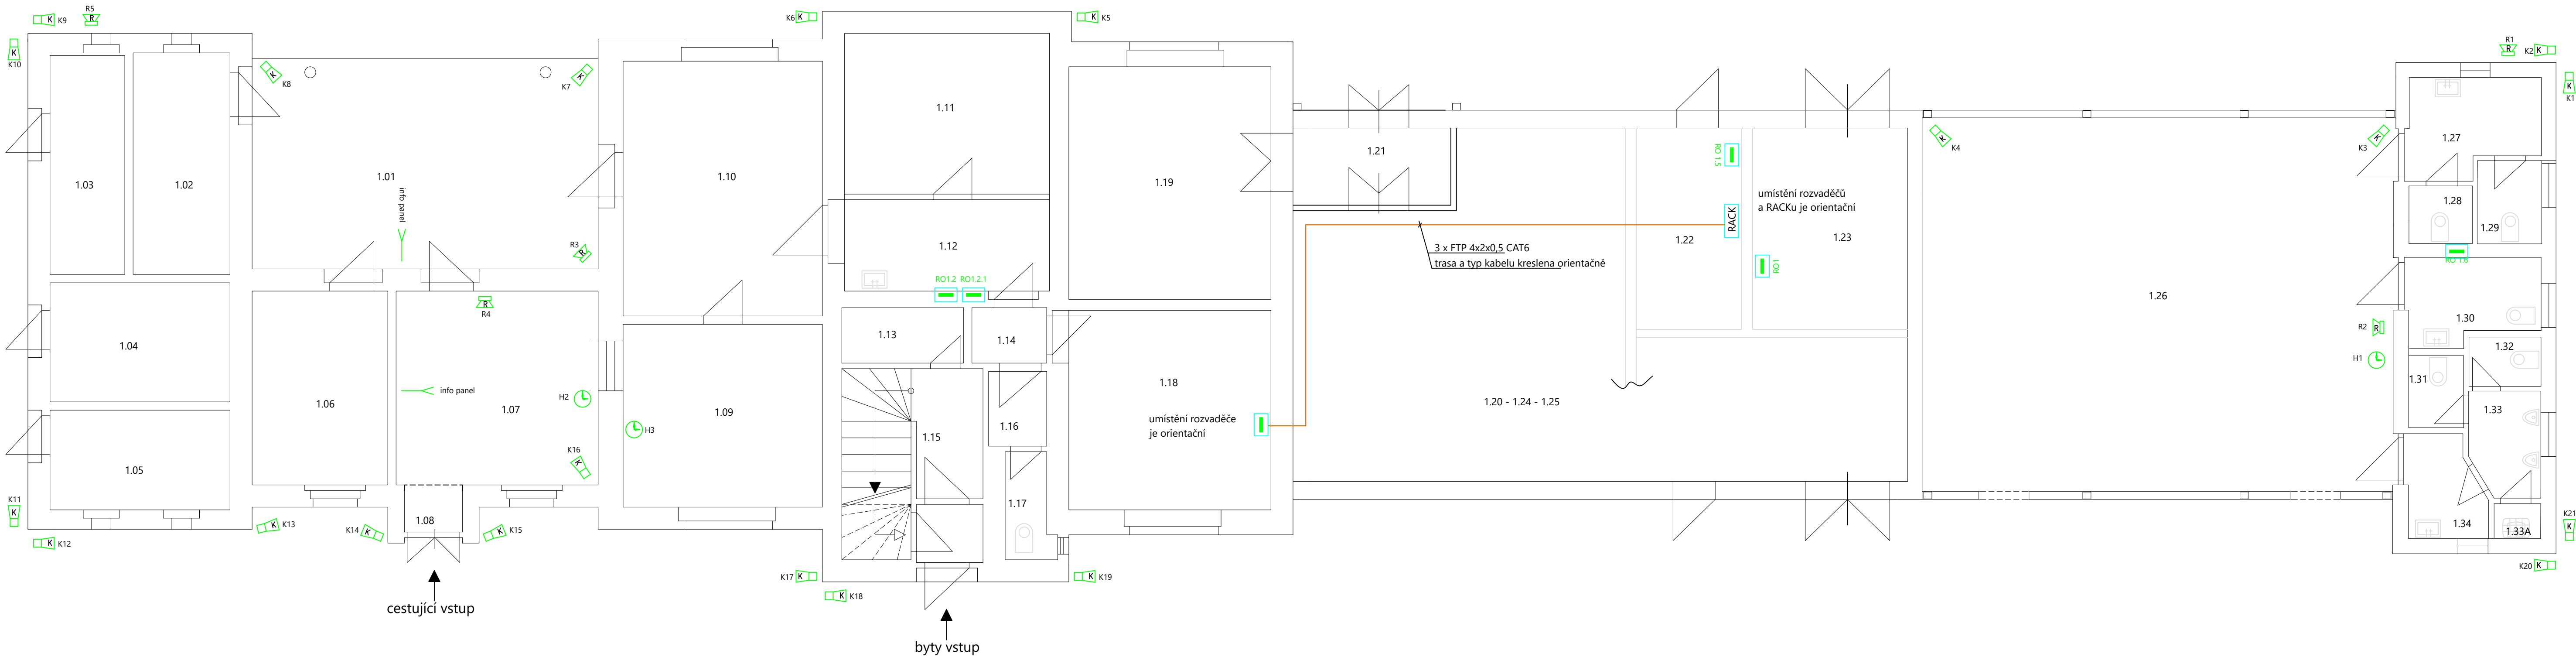 K9
R5
K6
K5
R1
K2
K10
K8
K7
K1
1.03
1.02
1.01
info panel
1.10
1.11
1.19
1.21
RO 1.5
umístění rozvaděčů
a RACKu je orientační
RACK
K4
K3
1.27
1.28
1.29
R3
1.12
3 x FTP 4x2x0,5 CAT6
trasa a typ kabelu kreslena orientačně
1.22
1.23
RO1
RO 1.6
RO1.2
RO1.2.1
1.26
R4
R2
1.30
1.04
1.13
1.14
H1
1.32
1.31
1.06
info panel
1.07
H2
1.09
H3
1.18
1.20 - 1.24 - 1.25
1.33
umístění rozvaděče
je orientační
1.15
1.16
1.05
K16
K11
1.17
1.08
K13
K14
K15
1.34
1.33A
K21
K12
K17
K18
K19
K20
cestující vstup
byty vstup